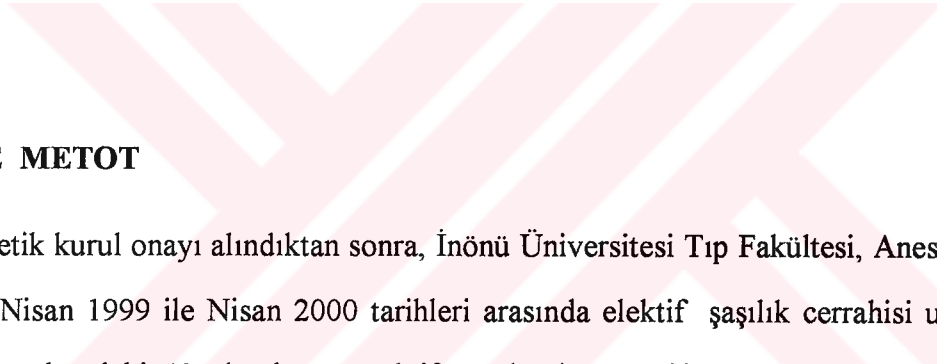 METOT
etik kurul onayı alındıktan sonra, İnönü Üniversitesi Tıp Fakültesi, Anes
Nisan 1999 ile Nisan 2000 tarihleri arasında elektif şaşılık cerrahisi u